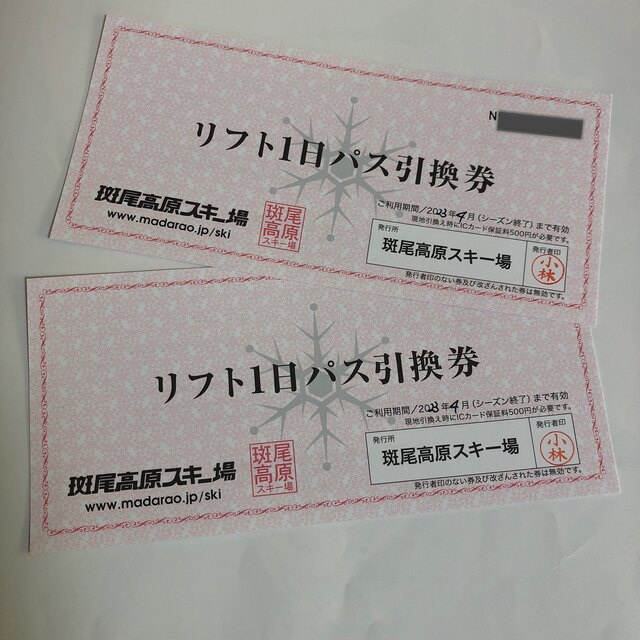 N
リフト1日パス引換券
斑尾高原スキー場
www.madarao.jp/ski
斑尾
高原
スキー場
ご利用期間／2023年4月（シーズン終了）まで有効
現地引換え時にICカード保証料500円が必要です。
発行所
斑尾高原スキー場
発行者印
小林
発行者印のない券及び改ざんされた券は無効です。
リフト1日パス引換券
斑尾高原スキー場
www.madarao.jp/ski
斑尾
高原
スキー場
ご利用期間／2023年4月（シーズン終了）まで有効
現地引換え時にICカード保証料500円が必要です。
発行所
斑尾高原スキー場
発行者印
小林
発行者印のない券及び改ざんされた券は無効です。